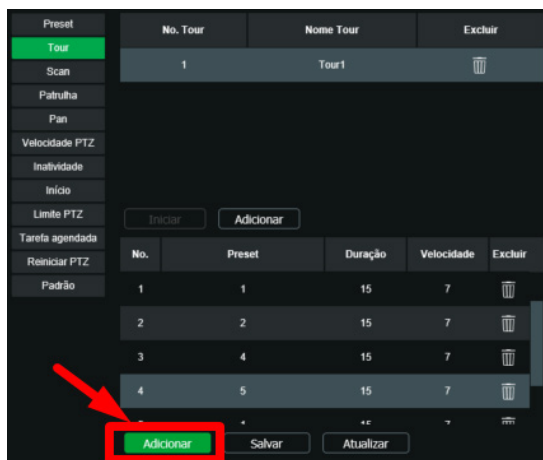 Preset
Tour
Scan
Patrulha
Pan
Velocidade PTZ
Inatividade
Início
Limite PTZ
Tarefa agendada
Reiniciar PTZ
Padrão
No. Tour Nome Tour Excluir
1 Tour1
Iniciar Adicionar
No. Preset Duração Velocidade Excluir
1 1 15 7
2 2 15 7
3 4 15 7
4 5 15 7
Adicionar Salvar Atualizar